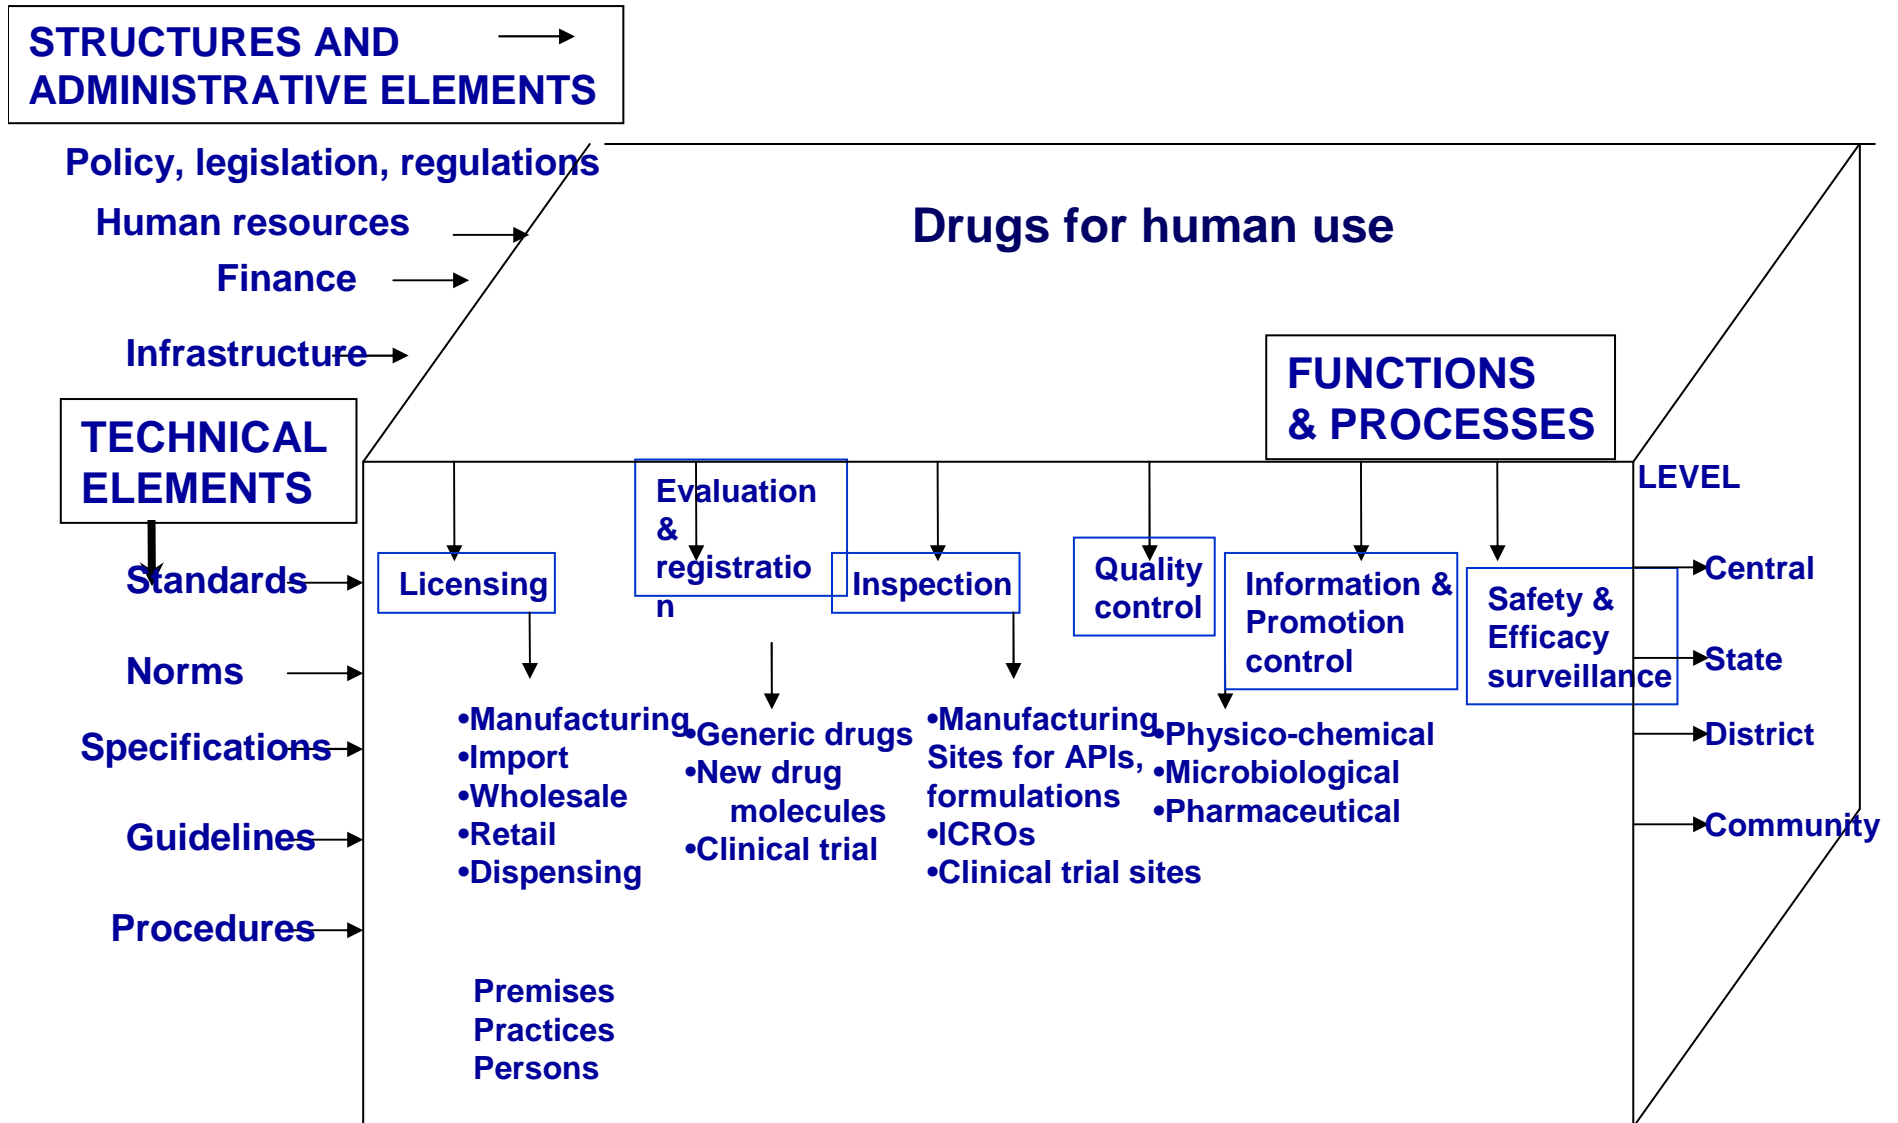 STRUCTURES AND
ADMINISTRATIVE ELEMENTS
Policy, legislation, regulations
Human resources
Finance
Infrastructure
Drugs for human use
FUNCTIONS
& PROCESSES
TECHNICAL
ELEMENTS
Standards
Norms
Specifications
Guidelines
Procedures
Licensing
•Manufacturing
•Import
•Wholesale
•Retail
•Dispensing
Premises
Practices
Persons
Evaluation
&
registratio
n
•Generic drugs
•New drug
molecules
•Clinical trial
Inspection
•Manufacturing
Sites for APIs,
formulations
•ICROs
•Clinical trial sites
Quality
control
•Physico-chemical
•Microbiological
•Pharmaceutical
Information &
Promotion
control
Safety &
Efficacy
surveillance
LEVEL
Central
State
District
Community